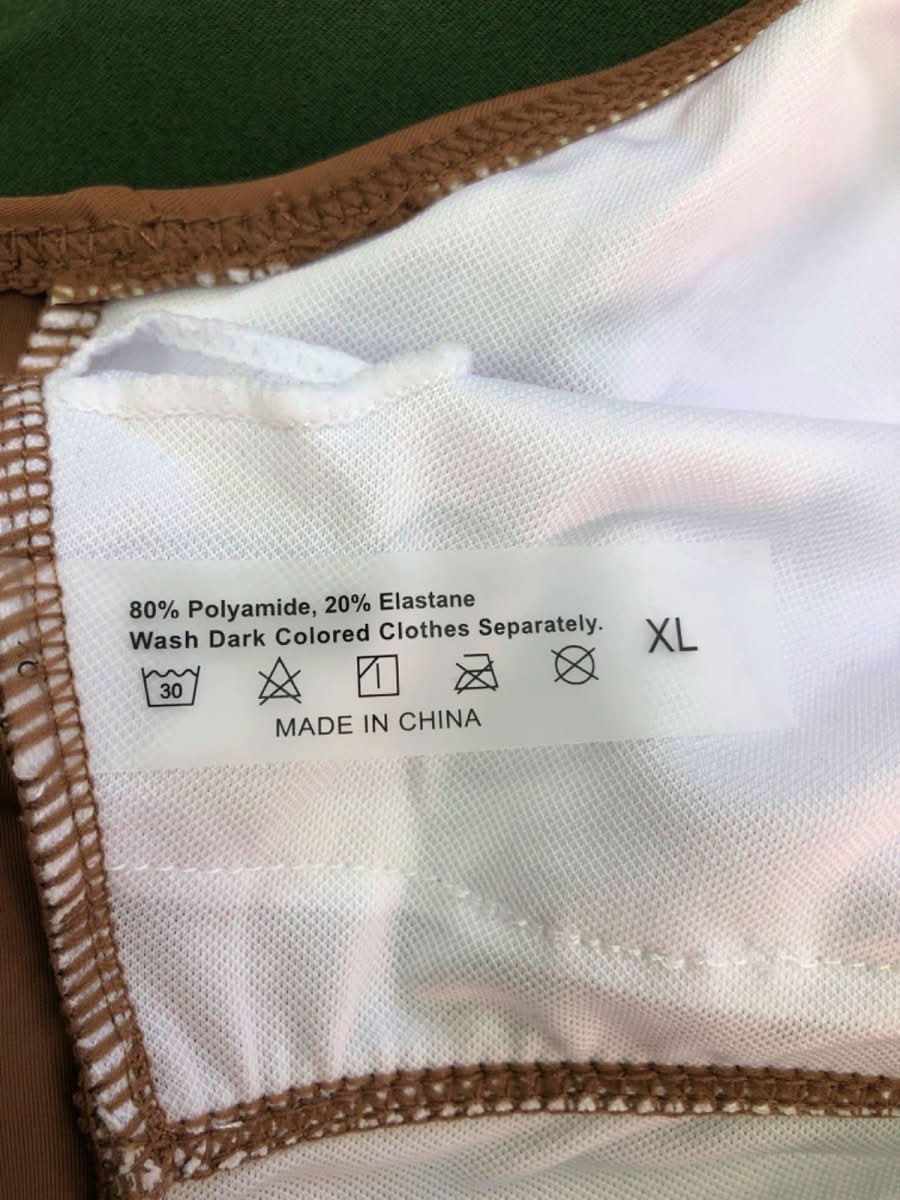 80% Polyamide, 20% Elastane
Wash Dark Colored Clothes Separately.
XL
30
MADE IN CHINA